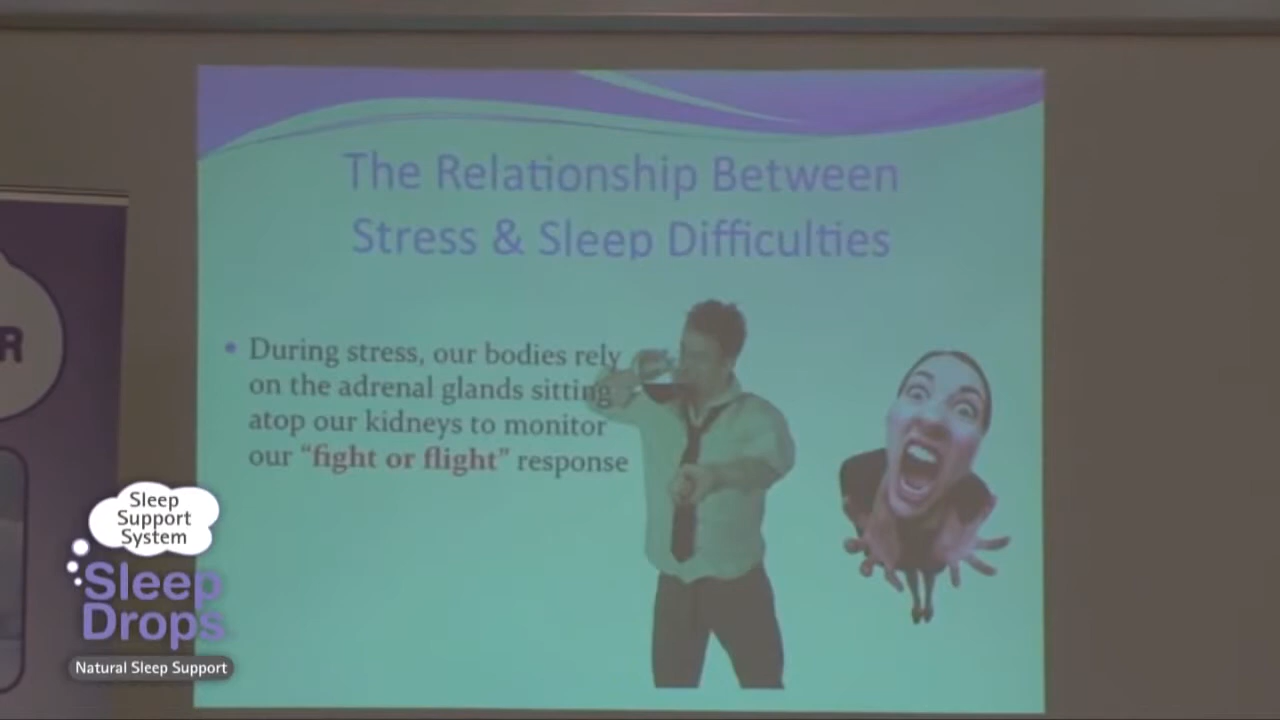 The Relationship Between
Stress & Sleep Difficulties
• During stress, our bodies rely
on the adrenal glands sitting
atop our kidneys to monitor
our “fight or flight” response
R
Sleep
Support
System
Sleep
Drops
Natural Sleep Support